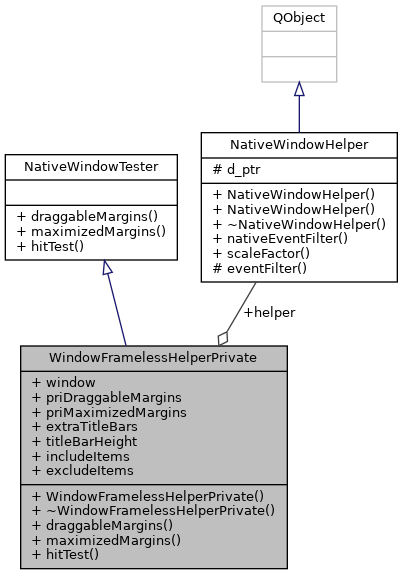 QObject
NativeWindowHelper
# d_ptr
+ NativeWindowHelper()
+ NativeWindowHelper()
+ ~NativeWindowHelper()
+ nativeEventFilter()
+ scaleFactor()
# eventFilter()
NativeWindowTester
+ draggableMargins()
+ maximizedMargins()
+ hitTest()
+helper
WindowFramelessHelperPrivate
+ window
+ priDraggableMargins
+ priMaximizedMargins
+ extraTitleBars
+ titleBarHeight
+ includeItems
+ excludeItems
+ WindowFramelessHelperPrivate()
+ ~WindowFramelessHelperPrivate()
+ draggableMargins()
+ maximizedMargins()
+ hitTest()